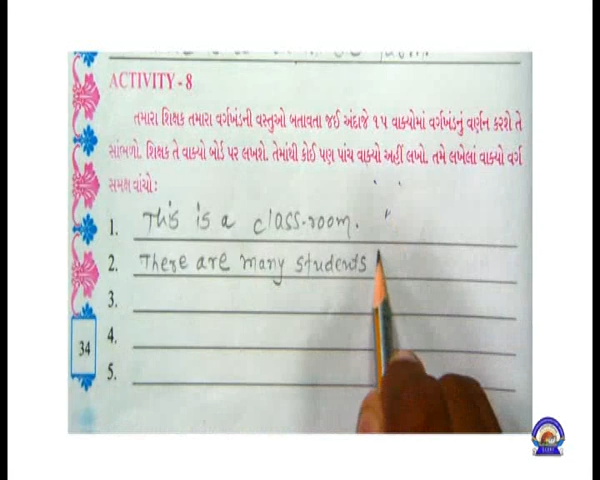 ACTIVITY - 8
તમારા શિક્ષક તમારા વર્ગખંડની વસ્તુઓ બતાવતા જઈ અંદાજે ૧૫ વાક્યોમાં વર્ગખંડનું વર્ણન કરશે તે
સાંભળો. શિક્ષક તે વાક્યો બોર્ડ પર લખશે. તેમાંથી કોઈ પણ પાંચ વાક્યો અહીં લખો. તમે લખેલાં વાક્યો વર્ગ
સમક્ષ વાંચો :
1. This is a class-room.
2. There are many students
3.
34
4.
5.